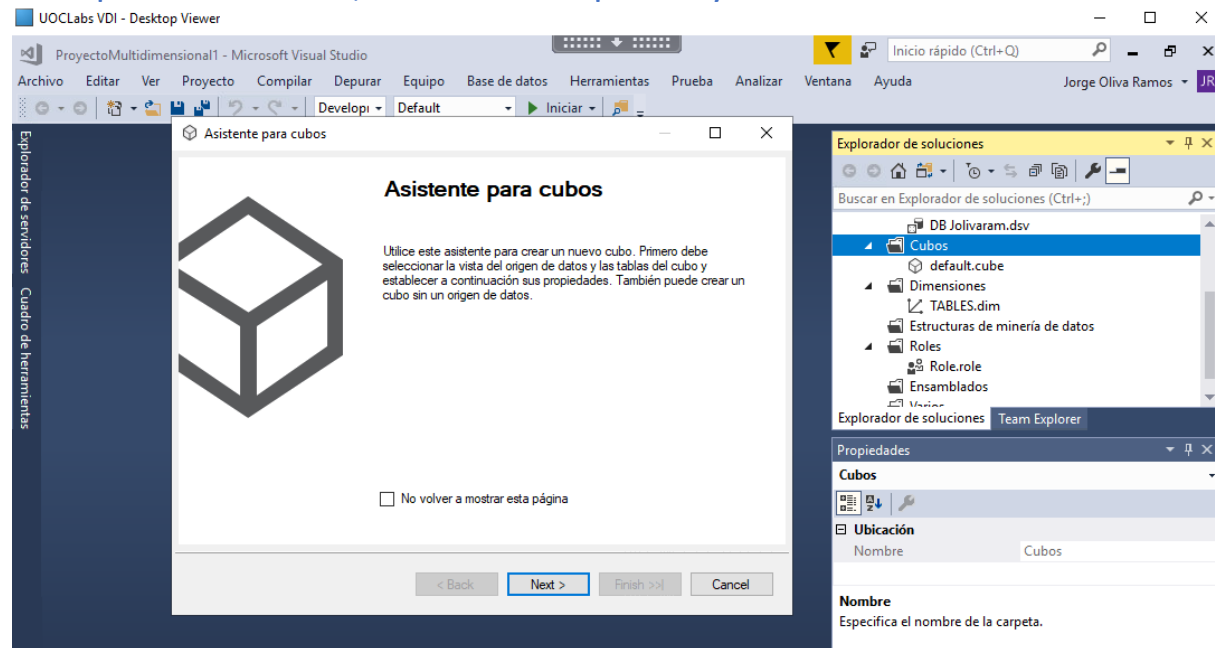 UOCLabs VDI - Desktop Viewer
ProyectoMultidimensional1 - Microsoft Visual Studio
Inicio rápido (Ctrl+Q)
Archivo Editar Ver Proyecto Compilar Depurar Equipo Base de datos Herramientas Prueba Analizar Ventana Ayuda
Jorge Oliva Ramos JR
Default
Iniciar
Explorador de servidores
Cuadro de herramientas
Asistente para cubos
Asistente para cubos
Utilice este asistente para crear un nuevo cubo. Primero debe
seleccionar la vista del origen de datos y las tablas del cubo y
establecer a continuación sus propiedades. También puede crear un
cubo sin un origen de datos.
No volver a mostrar esta página
< Back Next > Finish >>| Cancel
Explorador de soluciones
Buscar en Explorador de soluciones (Ctrl+;)
DB Jolivaram.dsv
Cubos
default.cube
Dimensiones
TABLES.dim
Estructuras de minería de datos
Roles
Role.role
Ensamblados
Varios
Explorador de soluciones Team Explorer
Propiedades
Cubos
Ubicación
Nombre Cubos
Nombre
Especifica el nombre de la carpeta.